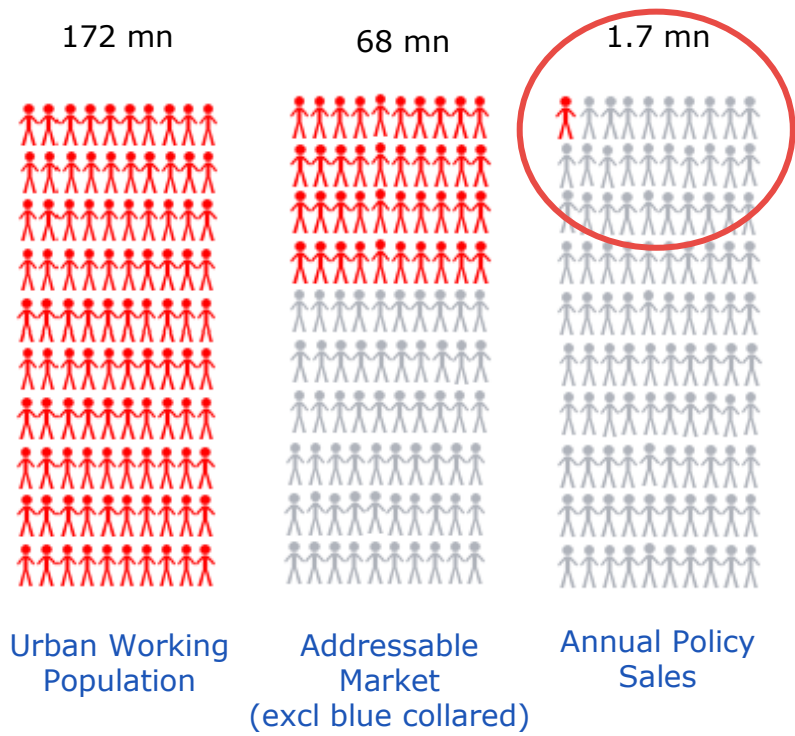 172 mn
68 mn
1.7 mn
Urban Working
Population
Addressable
Market
(excl blue collared)
Annual Policy
Sales